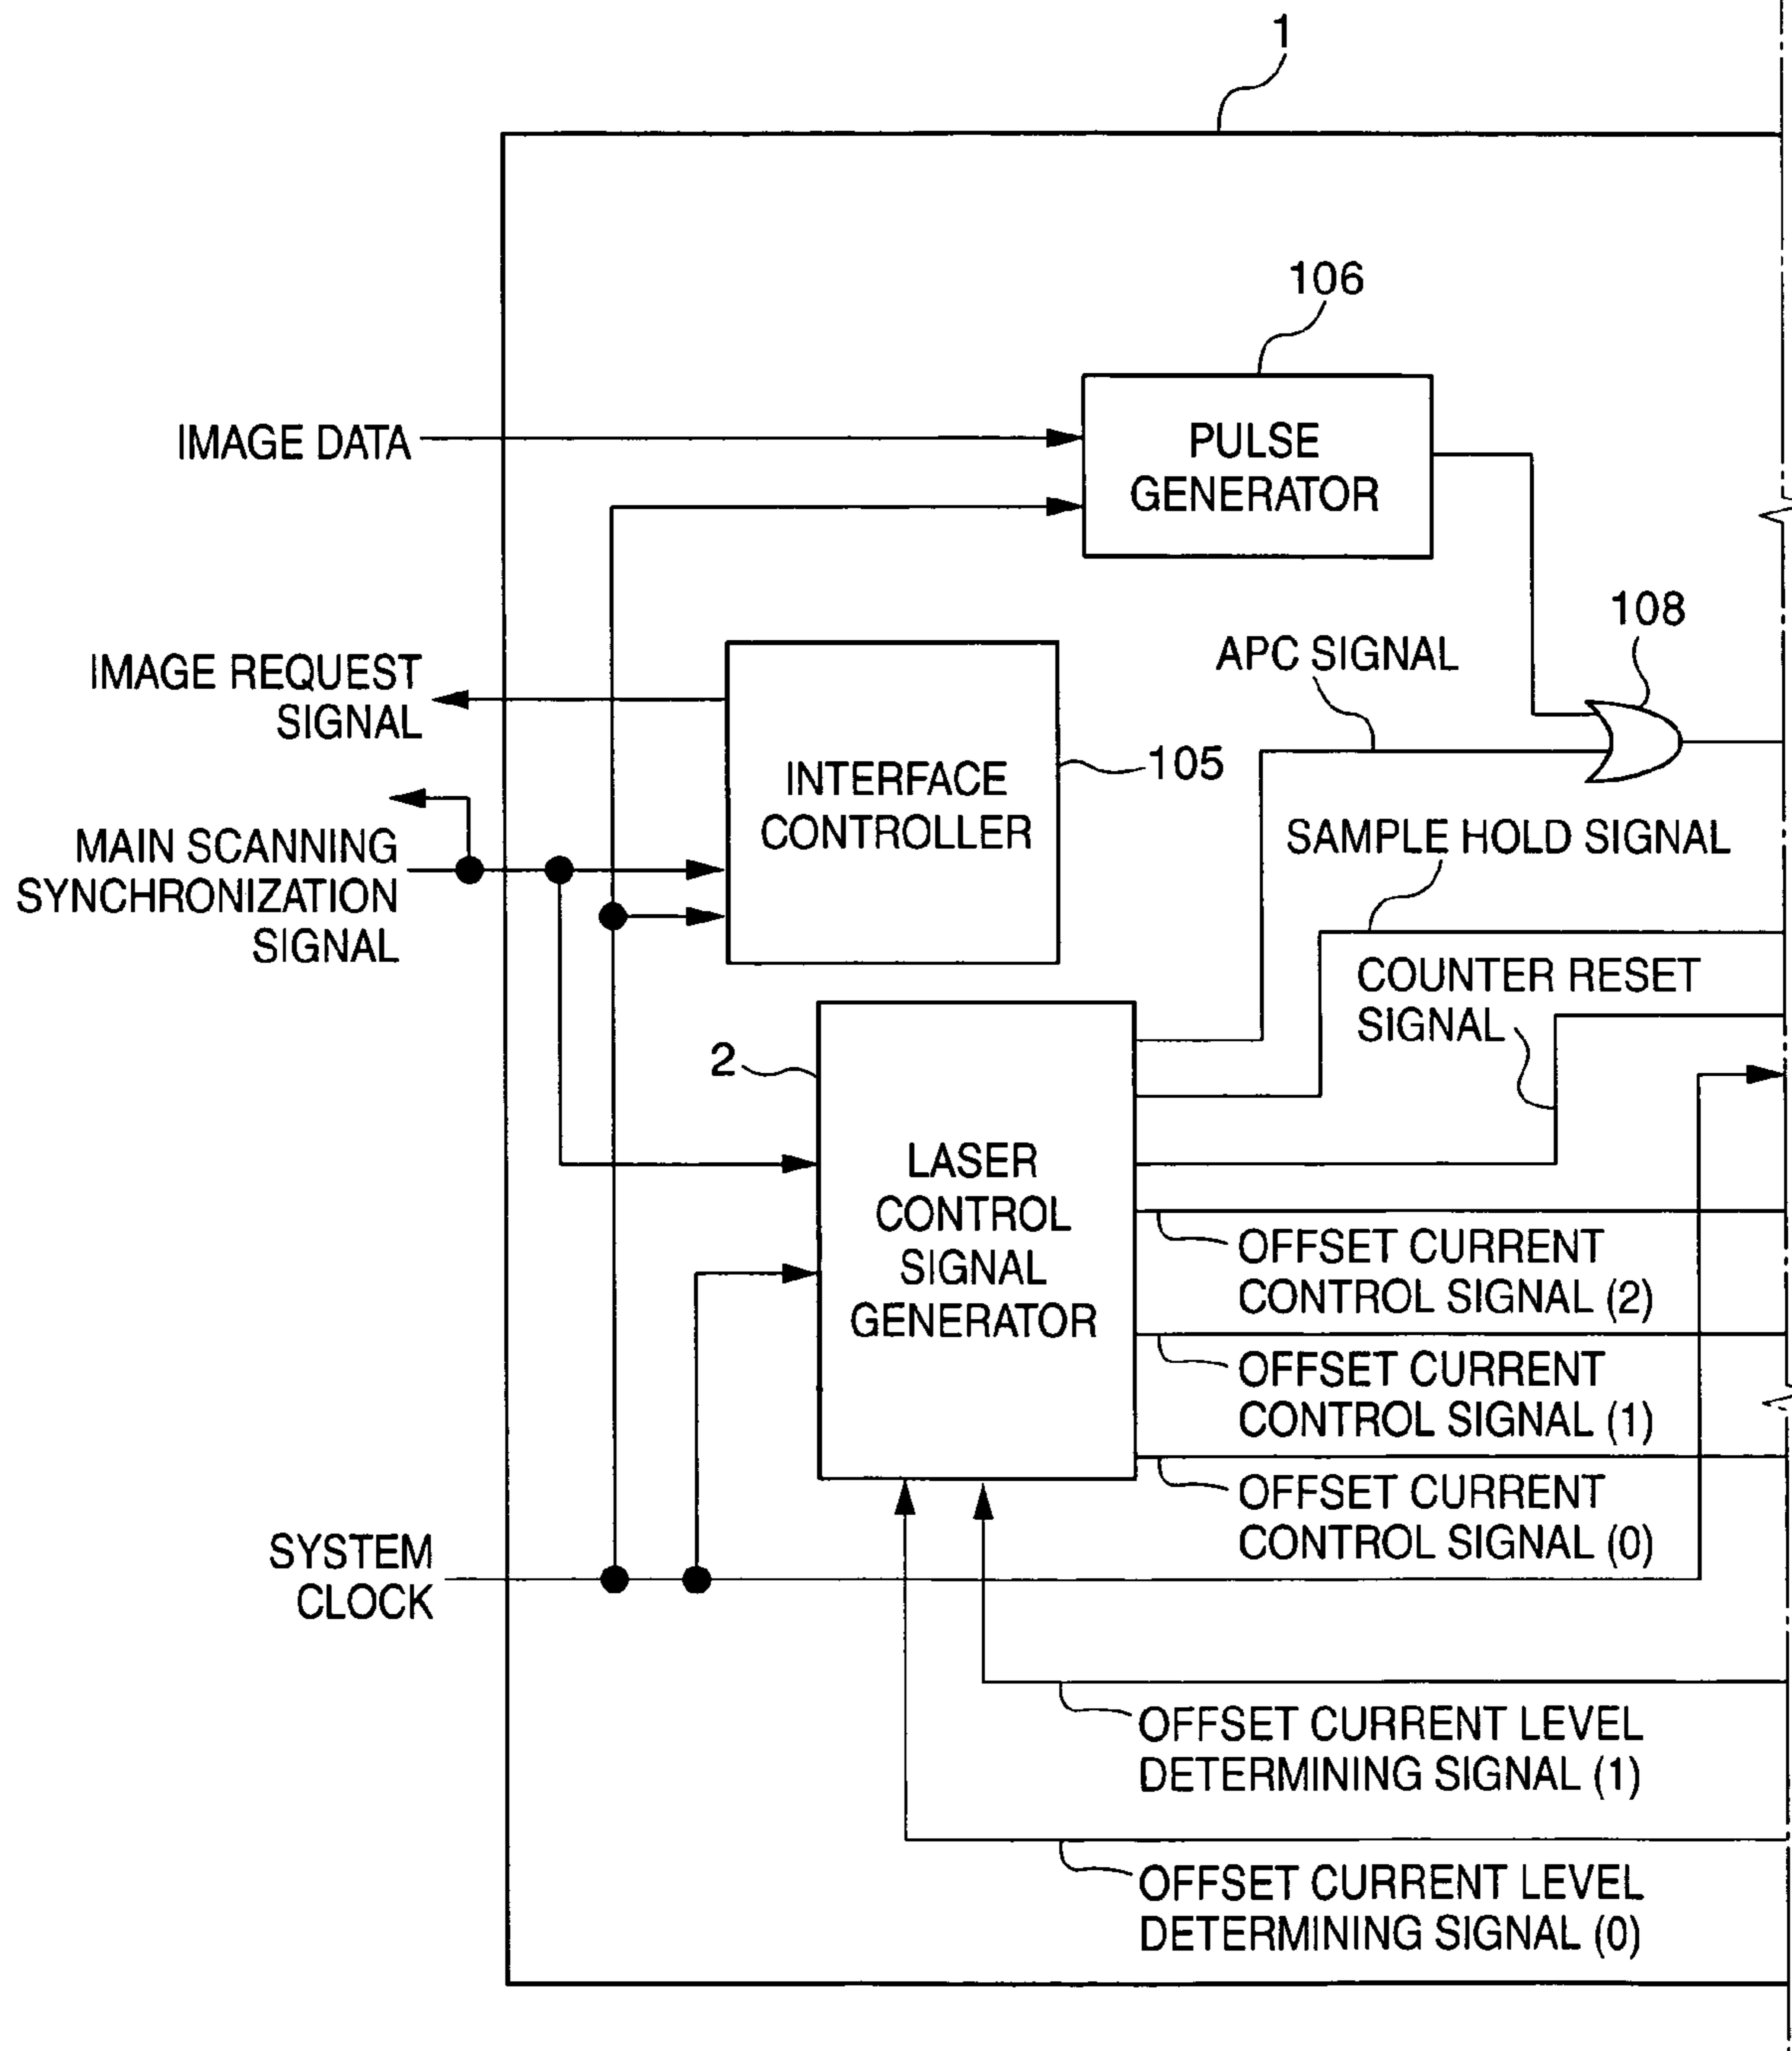 1
106
IMAGE DATA
PULSE
GENERATOR
108
APC SIGNAL
IMAGE REQUEST
SIGNAL
INTERFACE
CONTROLLER
105
MAIN SCANNING
SYNCHRONIZATION
SIGNAL
SAMPLE HOLD SIGNAL
COUNTER RESET
SIGNAL
2
LASER
CONTROL
SIGNAL
GENERATOR
OFFSET CURRENT
CONTROL SIGNAL (2)
OFFSET CURRENT
CONTROL SIGNAL (1)
OFFSET CURRENT
CONTROL SIGNAL (0)
SYSTEM
CLOCK
OFFSET CURRENT LEVEL
DETERMINING SIGNAL (1)
OFFSET CURRENT LEVEL
DETERMINING SIGNAL (0)